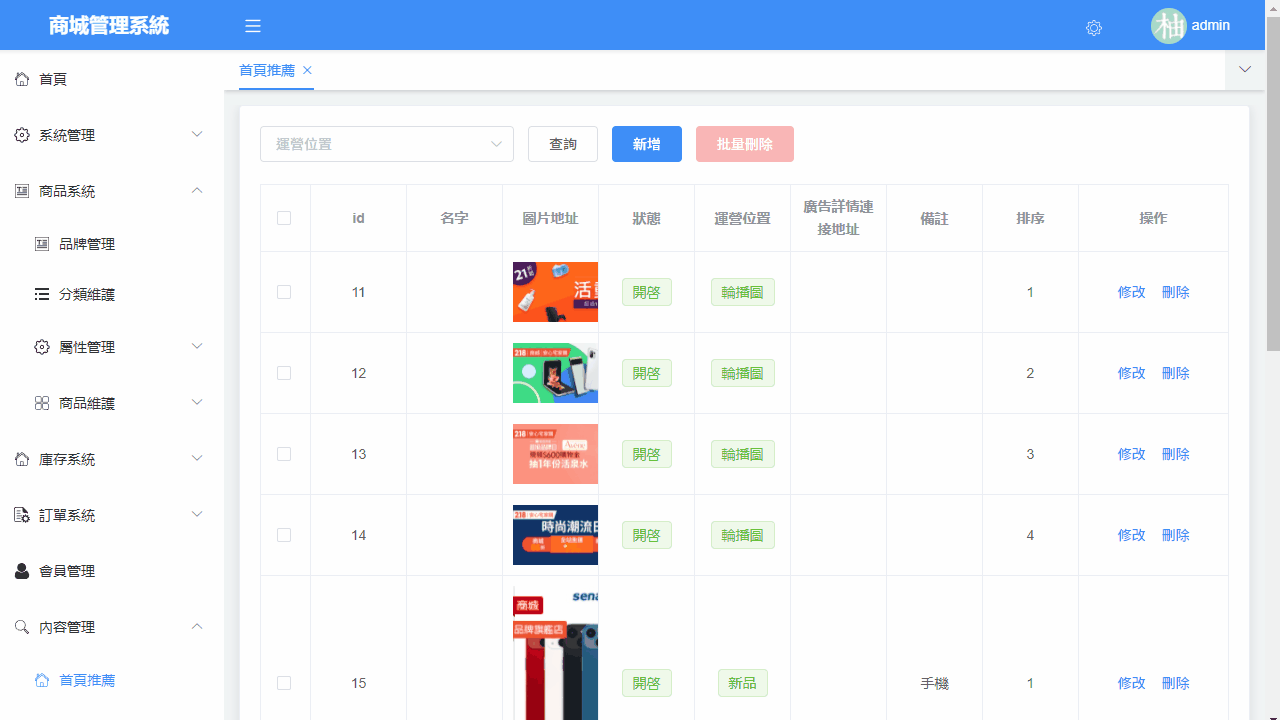 商城管理系統
柚 admin
首頁
系統管理
商品系統
品牌管理
分類維護
屬性管理
商品維護
庫存系統
訂單系統
會員管理
內容管理
首頁推薦
首頁推薦
運營位置
查詢
新增
批量刪除
id 名字 圖片地址 狀態 運營位置 廣告詳情連
接地址 備註 排序 操作
11 開啓 輪播圖 1 修改 刪除
21
12 開啓 輪播圖 2 修改 刪除
218
13 開啓 輪播圖 3 修改 刪除
218
Avene
抽1年份活泉水
14 開啓 輪播圖 4 修改 刪除
218
時尚潮流
商城
sena
商城
品牌旗艦店
15 開啓 新品 手機 1 修改 刪除